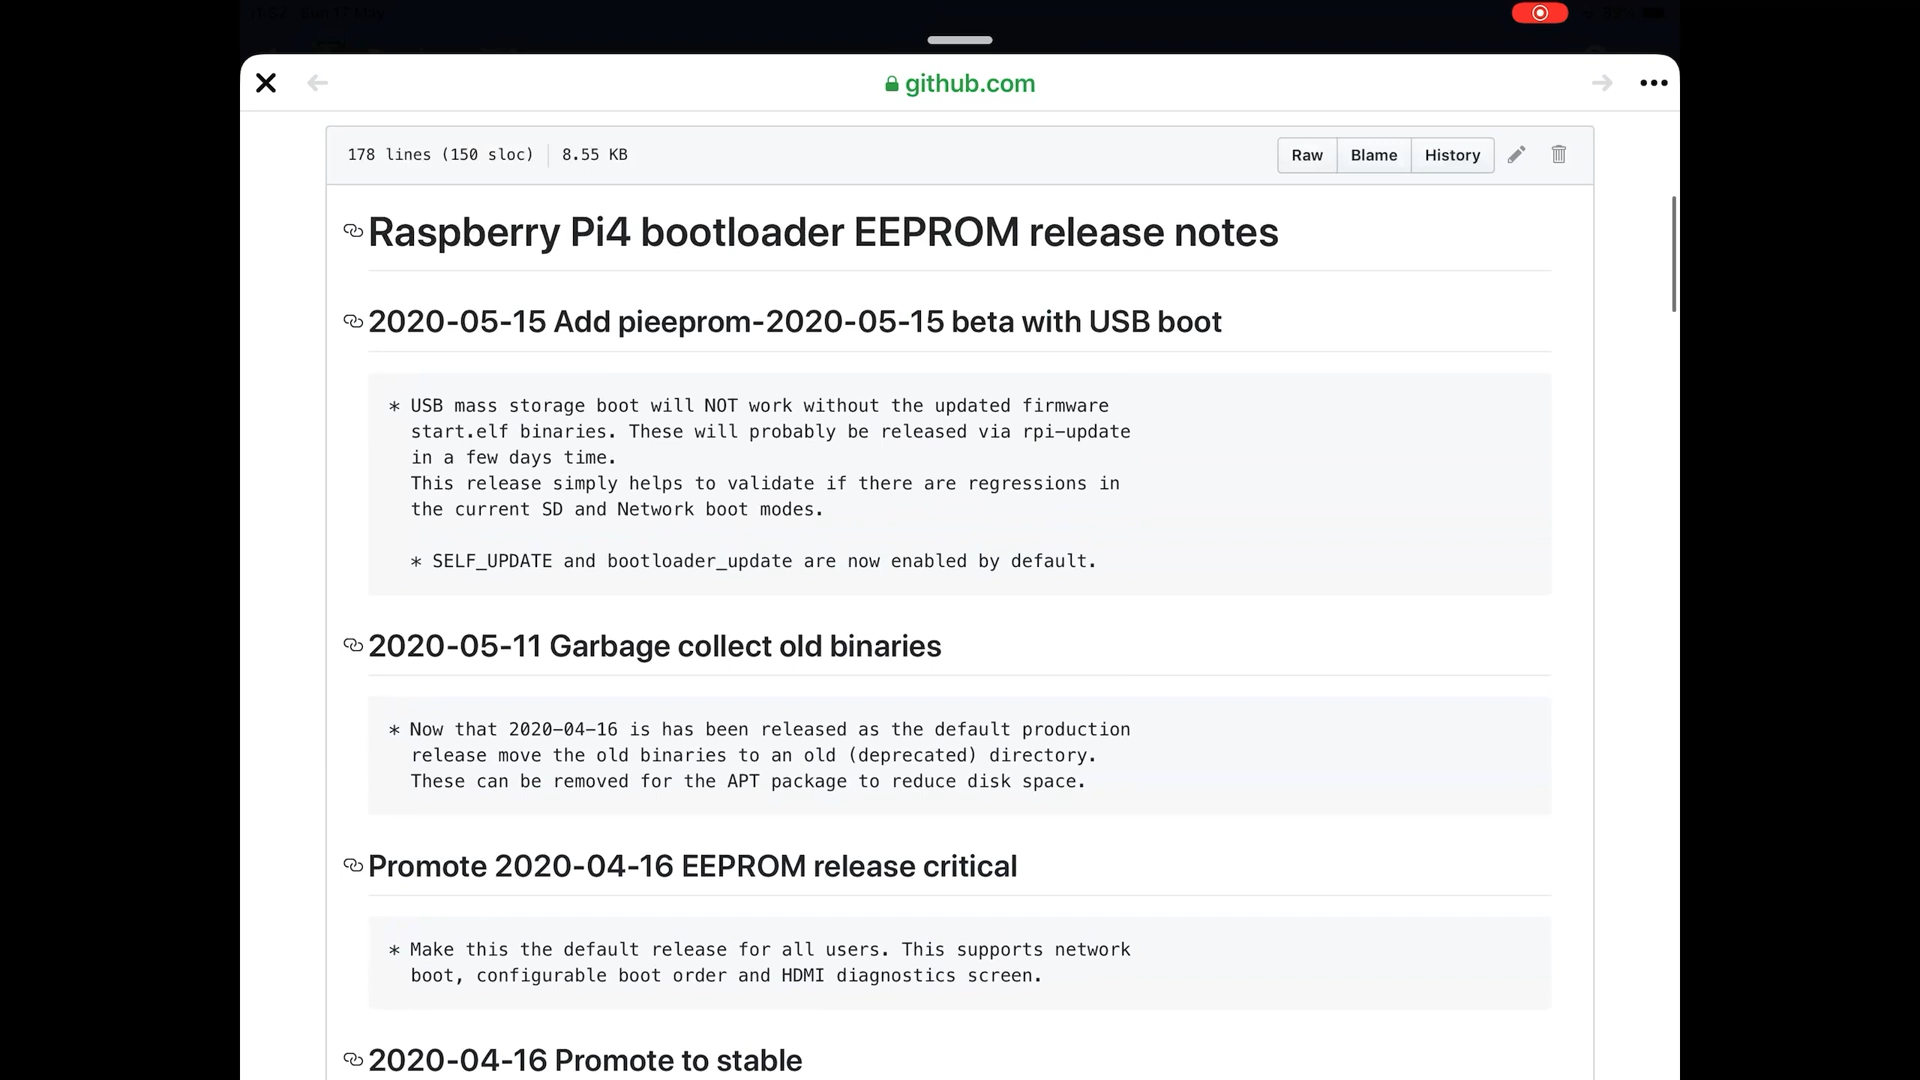 github.com
178 lines (150 sloc) 8.55 KB Raw Blame History
Raspberry Pi4 bootloader EEPROM release notes
2020-05-15 Add pieeprom-2020-05-15 beta with USB boot
* USB mass storage boot will NOT work without the updated firmware
start.elf binaries. These will probably be released via rpi-update
in a few days time.
This release simply helps to validate if there are regressions in
the current SD and Network boot modes.
* SELF_UPDATE and bootloader_update are now enabled by default.
2020-05-11 Garbage collect old binaries
* Now that 2020-04-16 is has been released as the default production
release move the old binaries to an old (deprecated) directory.
These can be removed for the APT package to reduce disk space.
Promote 2020-04-16 EEPROM release critical
* Make this the default release for all users. This supports network
boot, configurable boot order and HDMI diagnostics screen.
2020-04-16 Promote to stable